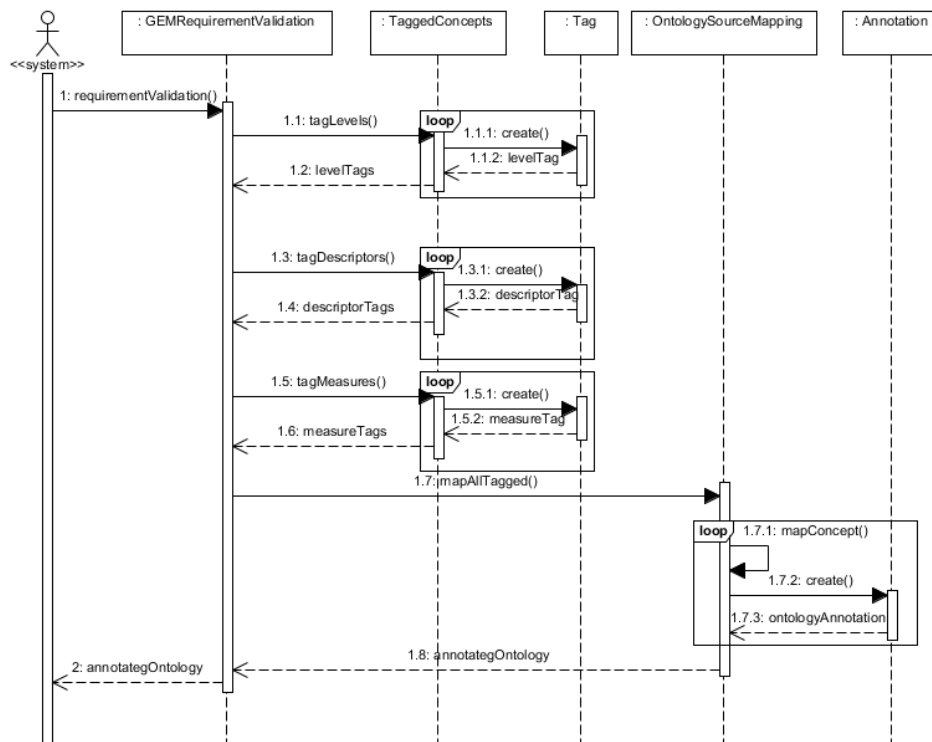 : GEMRequirementValidation
: TaggedConcepts
: Tag
: OntologySourceMapping
: Annotation
<<system>>
1: requirementValidation()
1.1: tagLevels()
loop
1.1.1: create()
1.1.2: levelTag
1.2: levelTags
loop
1.3: tagDescriptors()
1.3.1: create()
1.3.2: descriptorTag
1.4: descriptorTags
loop
1.5: tagMeasures()
1.5.1: create()
1.5.2: measureTag
1.6: measureTags
1.7: mapAllTagged()
loop
1.7.1: mapConcept()
1.7.2: create()
1.7.3: ontologyAnnotation
1.8: annotategOntology
2: annotategOntology